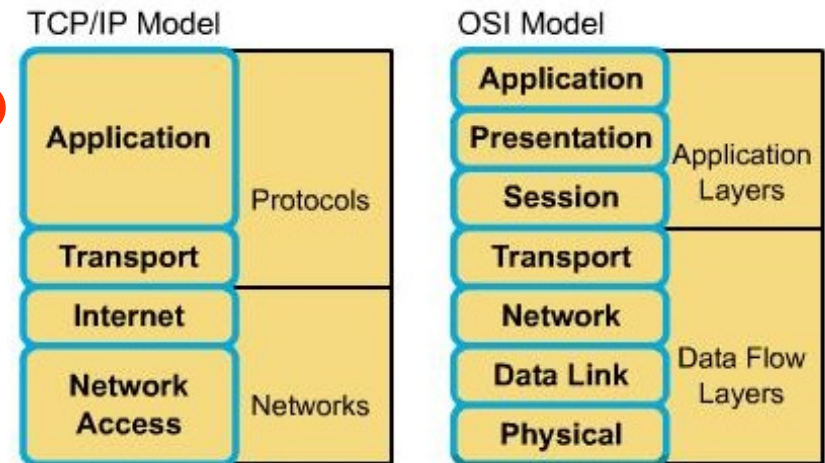 TCP/IP Model
Application
Transport
Internet
Network
Access
Protocols
Networks
OSI Model
Application
Presentation
Session
Transport
Network
Data Link
Physical
Application
Layers
Data Flow
Layers